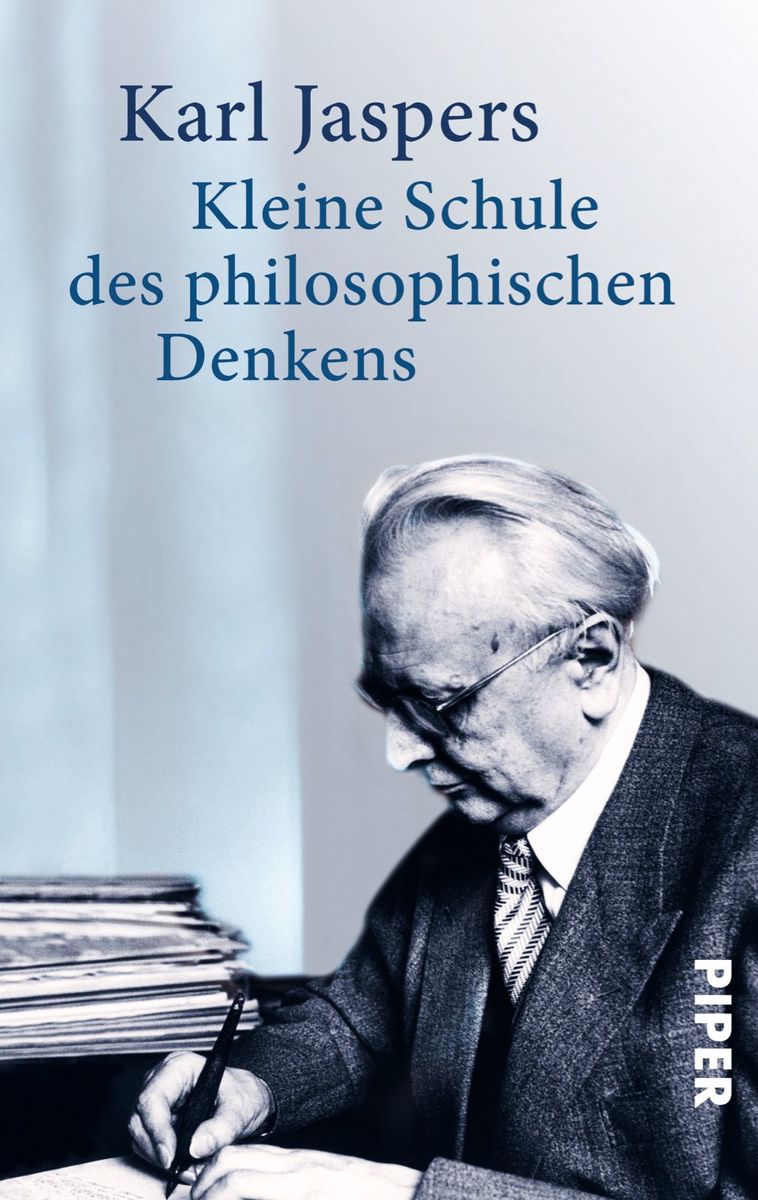 Karl Jaspers
Kleine Schule
des philosophischen
Denkens
PIPER